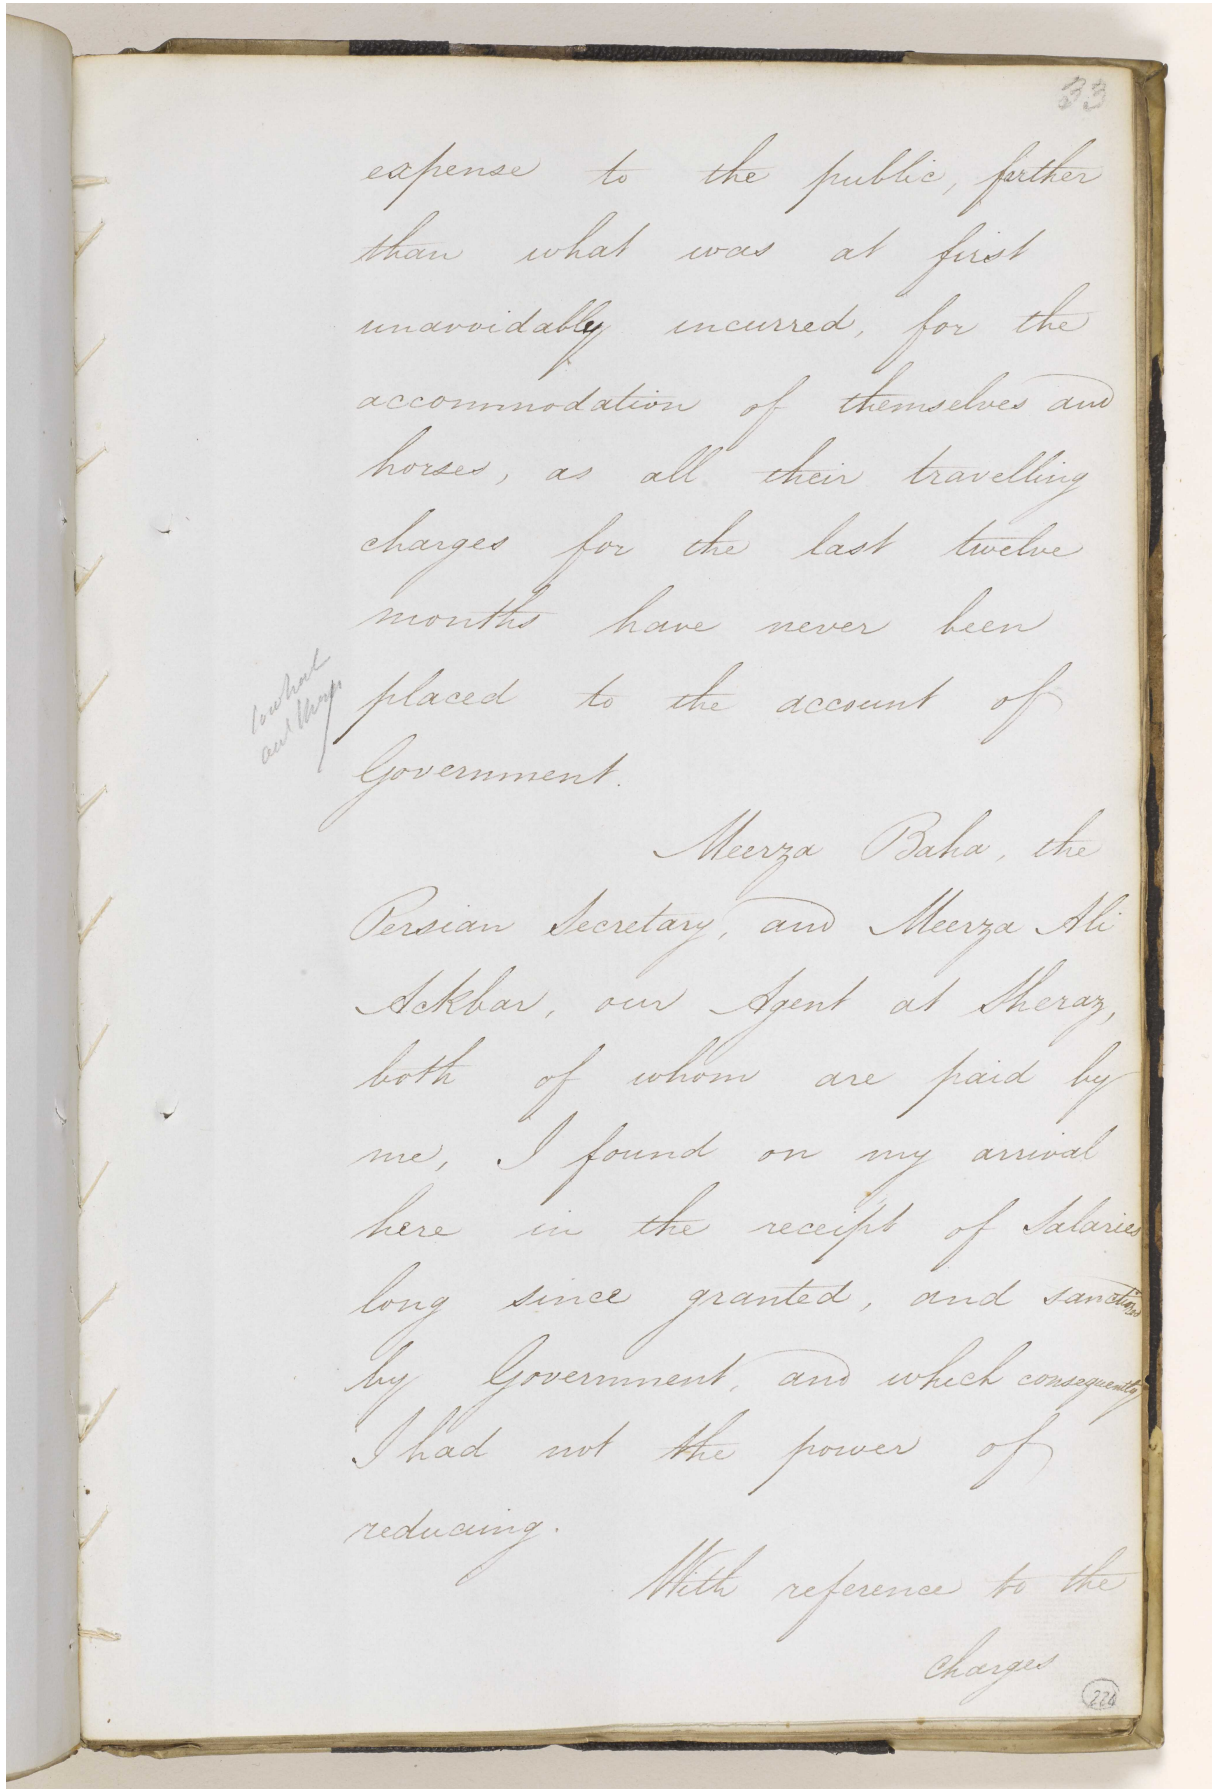 33
expense to the public, further
than what was at first
unavoidably incurred, for the
accommodation of themselves and
horses, as all their travelling
charges for the last twelve
months have never been
placed to the account of
Government.
what
are they
Meerza Baha, the
Persian Secretary, and Meerza Ali
Ackbar, our Agent at Sheraz,
both of whom are paid by
me, I found on my arrival
here in the receipt of Salaries
long since granted, and sanctioned
by Government, and which consequently
I had not the power of
reducing.
With reference to the
charges
224